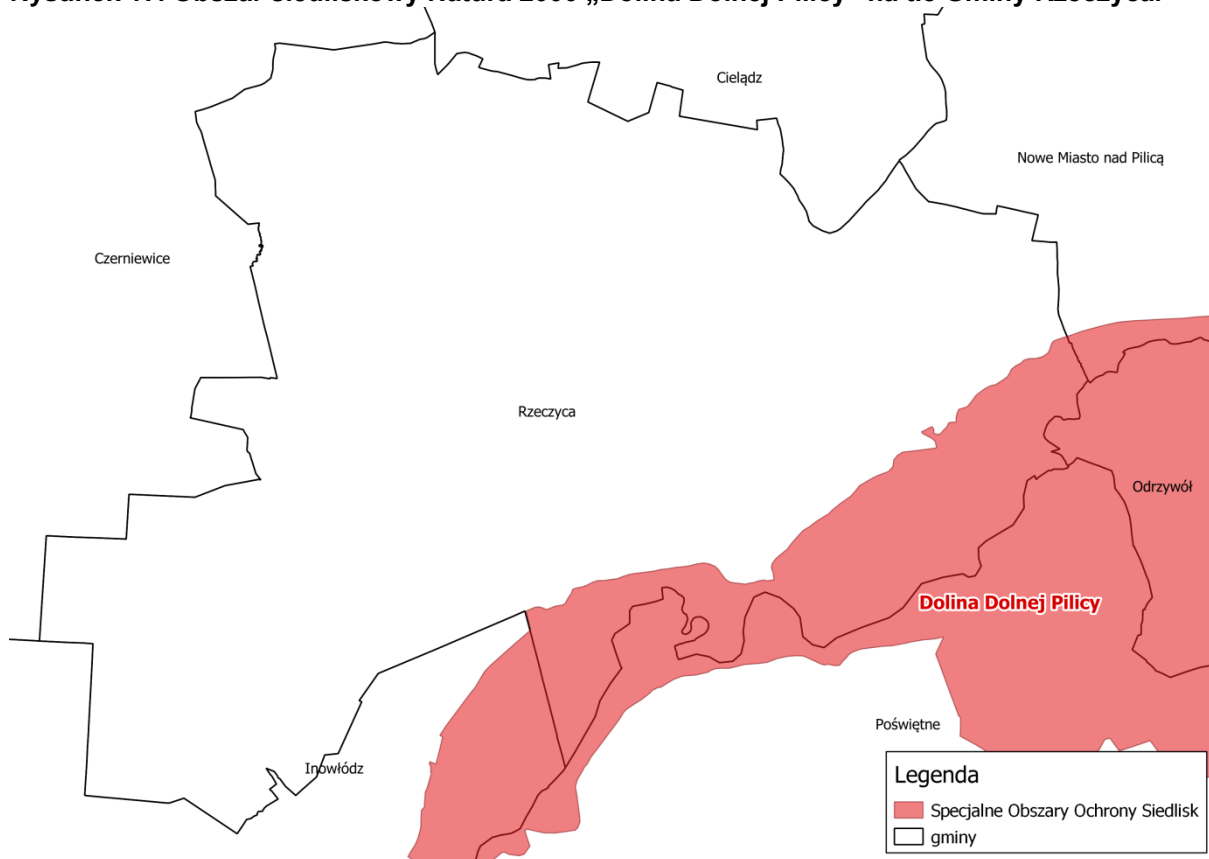 Cielądz
Nowe Miasto nad Pilicą
Czerniewice
Rzeczyca
Odrzywół
Dolina Dolnej Pilicy
Poświętne
Inowłódz
Legenda
Specjalne Obszary Ochrony Siedlisk
gminy